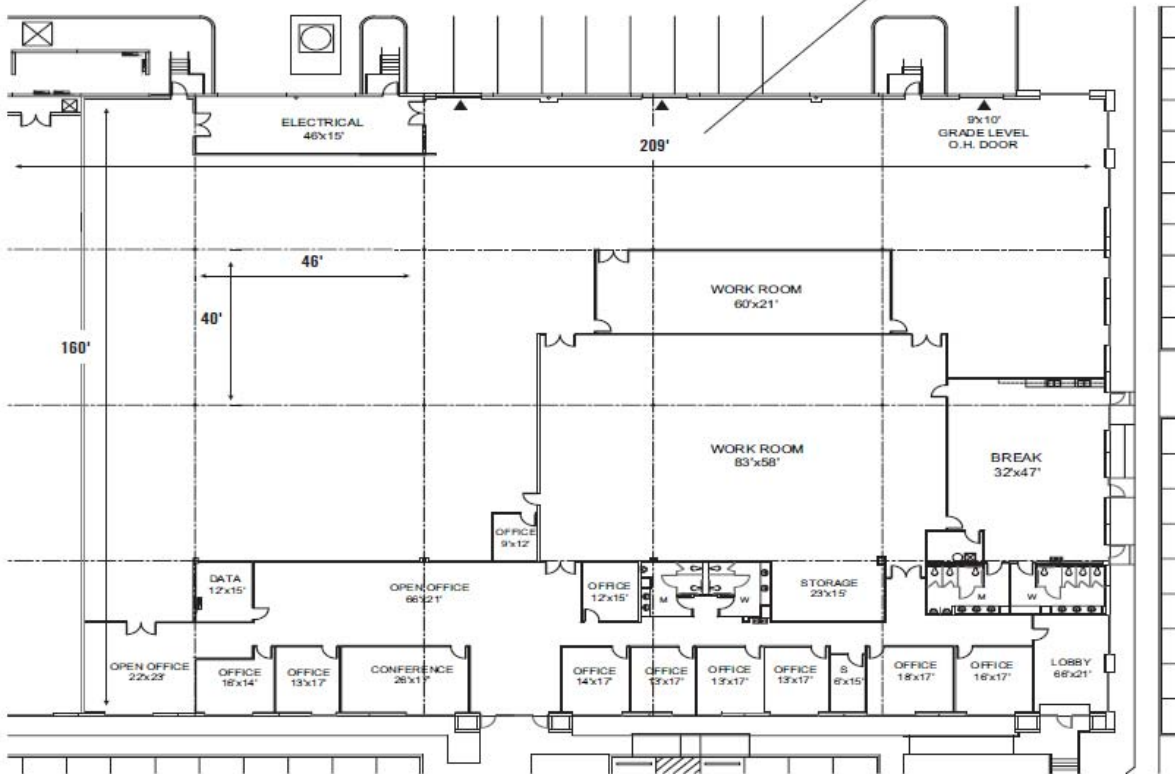 ELECTRICAL
46'x15'
209'
9'x10'
GRADE LEVEL
O.H. DOOR
46'
40'
160'
WORK ROOM
60'x21'
WORK ROOM
83'x58'
BREAK
32'x47'
OFFICE
9'x12'
DATA
12'x15'
OPEN OFFICE
66'x21'
OFFICE
12'x15'
M
W
STORAGE
23'x15'
M
W
OPEN OFFICE
22'x23'
OFFICE
16'x14'
OFFICE
13'x17'
CONFERENCE
26'x17'
OFFICE
14'x17'
OFFICE
13'x17'
OFFICE
13'x17'
OFFICE
13'x17'
S
6'x15'
OFFICE
18'x17'
OFFICE
16'x17'
LOBBY
66'x21'